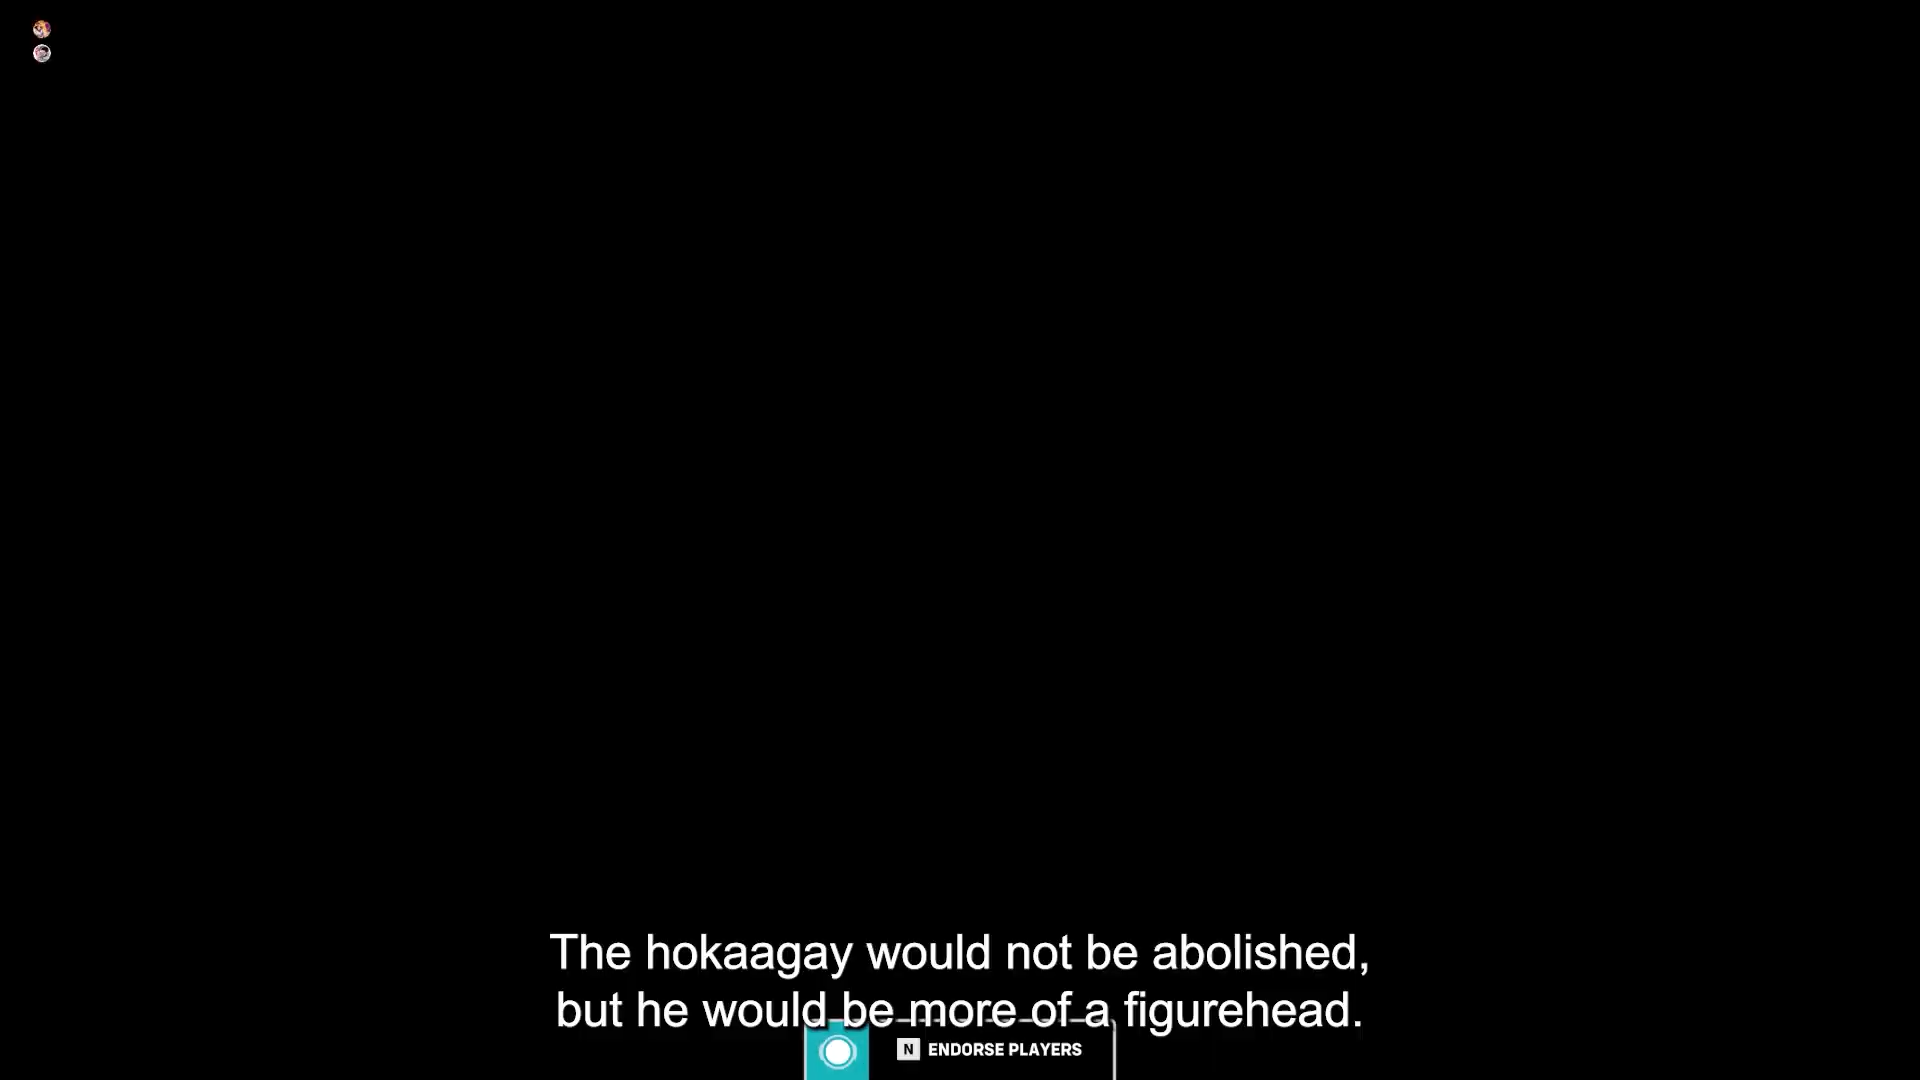 The hokaagay would not be abolished,
but he would be more of a figurehead.
N ENDORSE PLAYERS